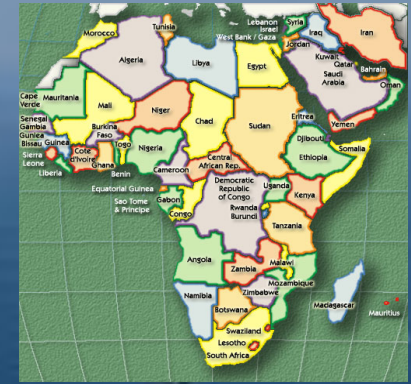 Lebanon
Israel
West Bank / Gaza
Syria
Iraq
Iran
Jordan
Kuwait
Qatar
Bahrain
Saudi
Arabia
Oman
Yemen
Morocco
Tunisia
Algeria
Libya
Egypt
Cape
Verde
Mauritania
Mali
Niger
Chad
Sudan
Eritrea
Djibouti
Ethiopia
Somalia
Senegal
Gambia
Guniea
Bissau
Guinea
Sierra
Leone
Liberia
Burkina
Faso
Cote
d'Ivoire
Ghana
Togo
Benin
Nigeria
Cameroon
Central
African Rep.
Equatorial Guinea
Sao Tome
& Principe
Gabon
Congo
Democratic
Republic
of Congo
Uganda
Rwanda
Burundi
Kenya
Tanzania
Angola
Zambia
Malawi
Mozambique
Zimbabwe
Namibia
Botswana
Madagascar
Mauritius
Swaziland
Lesotho
South Africa